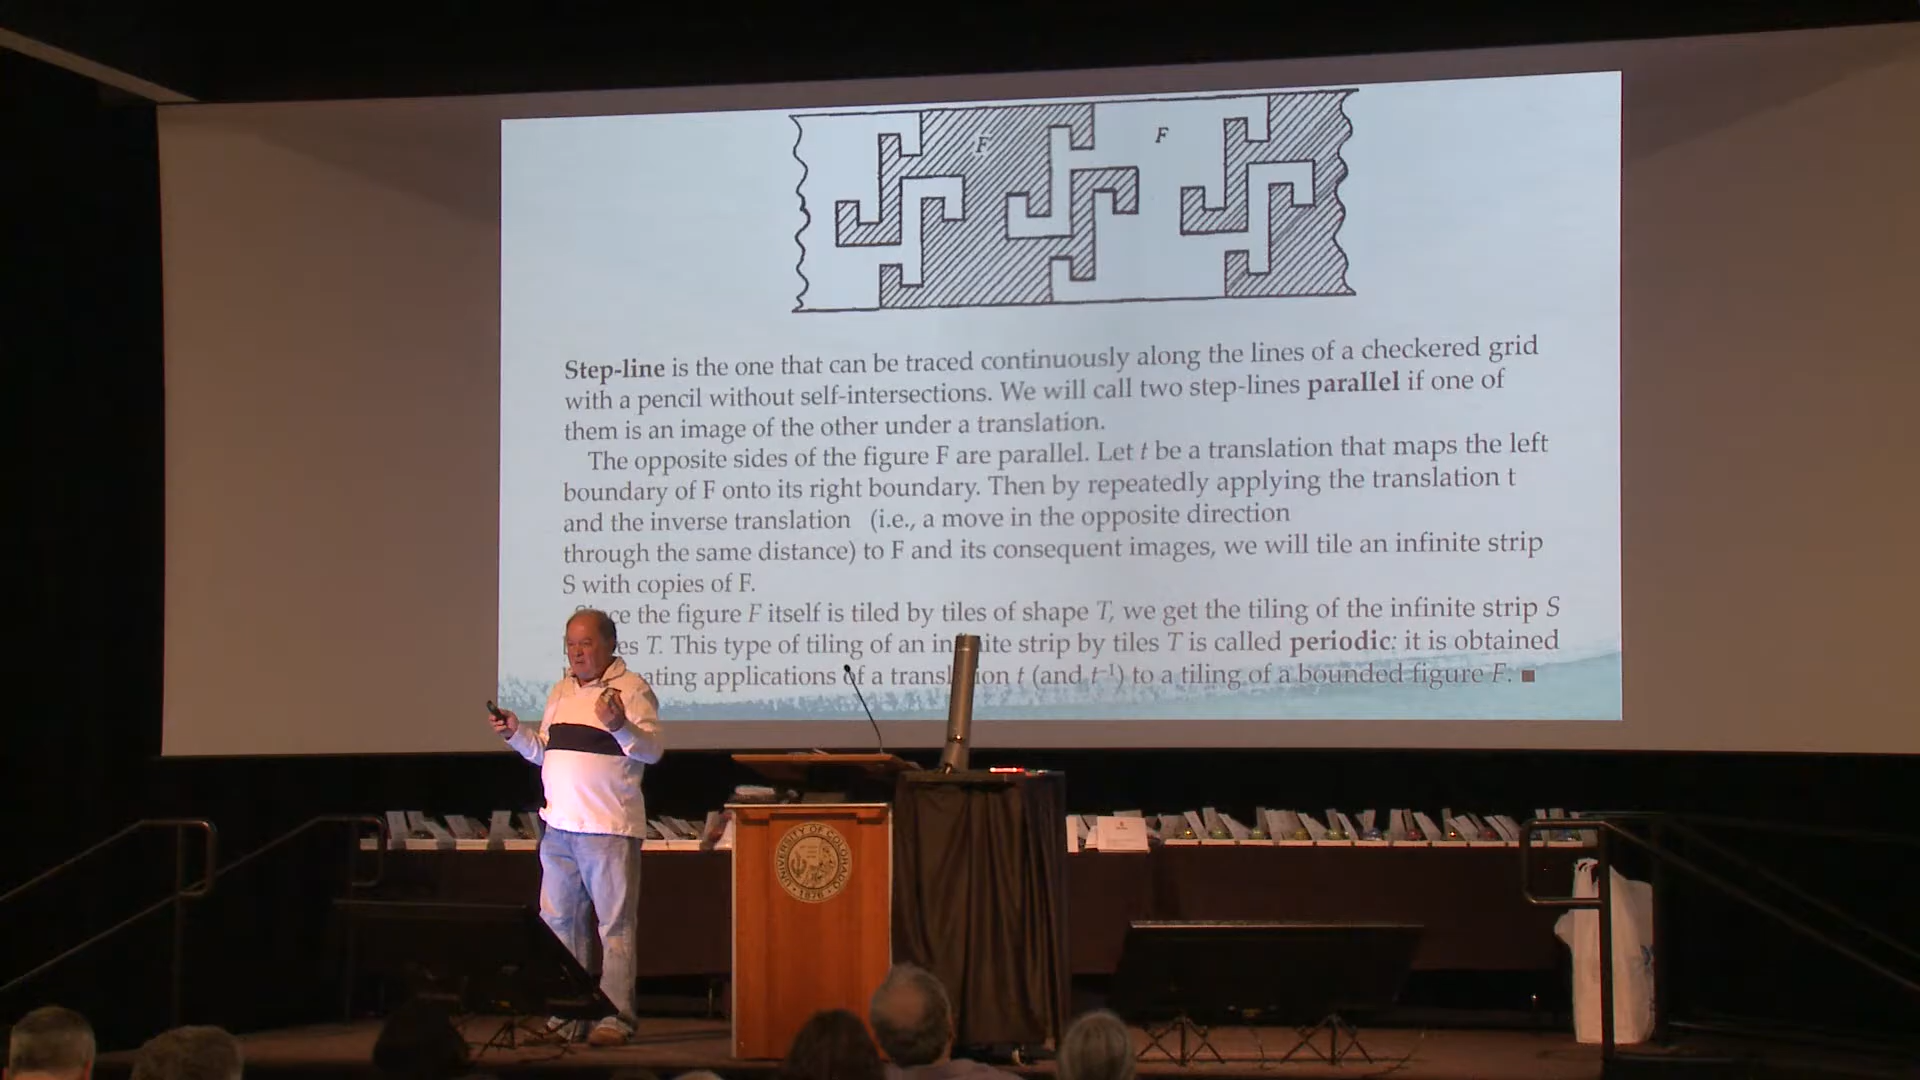 F F
Step-line is the one that can be traced continuously along the lines of a checkered grid
with a pencil without self-intersections. We will call two step-lines parallel if one of
them is an image of the other under a translation.
The opposite sides of the figure F are parallel. Let t be a translation that maps the left
boundary of F onto its right boundary. Then by repeatedly applying the translation t
and the inverse translation (i.e., a move in the opposite direction
through the same distance) to F and its consequent images, we will tile an infinite strip
S with copies of F.
the figure F itself is tiled by tiles of shape T, we get the tiling of the infinite strip S
T. This type of tiling of an strip by tiles T is called periodic: it is obtained
applications of a t (and t⁻¹) to a tiling of a bounded figure F. ■
UNIVERSITY OF COLORADO
1876